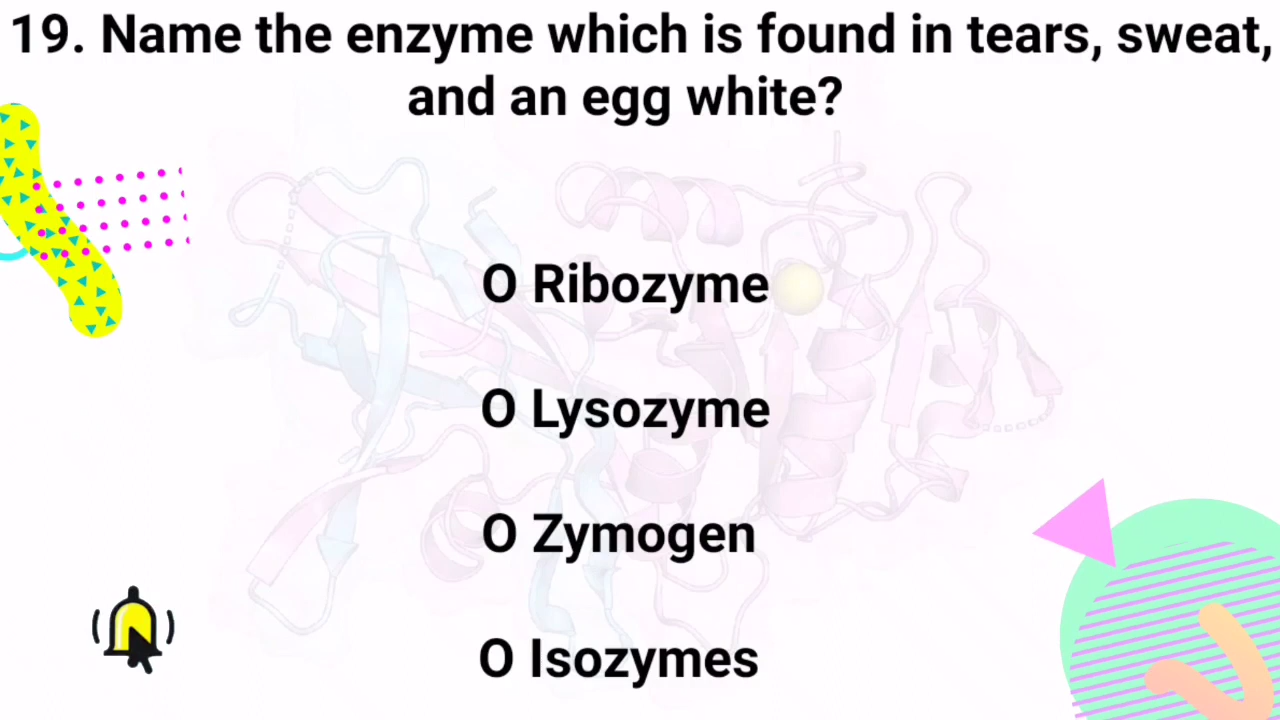 19. Name the enzyme which is found in tears, sweat,
and an egg white?
O Ribozyme
O Lysozyme
O Zymogen
O Isozymes